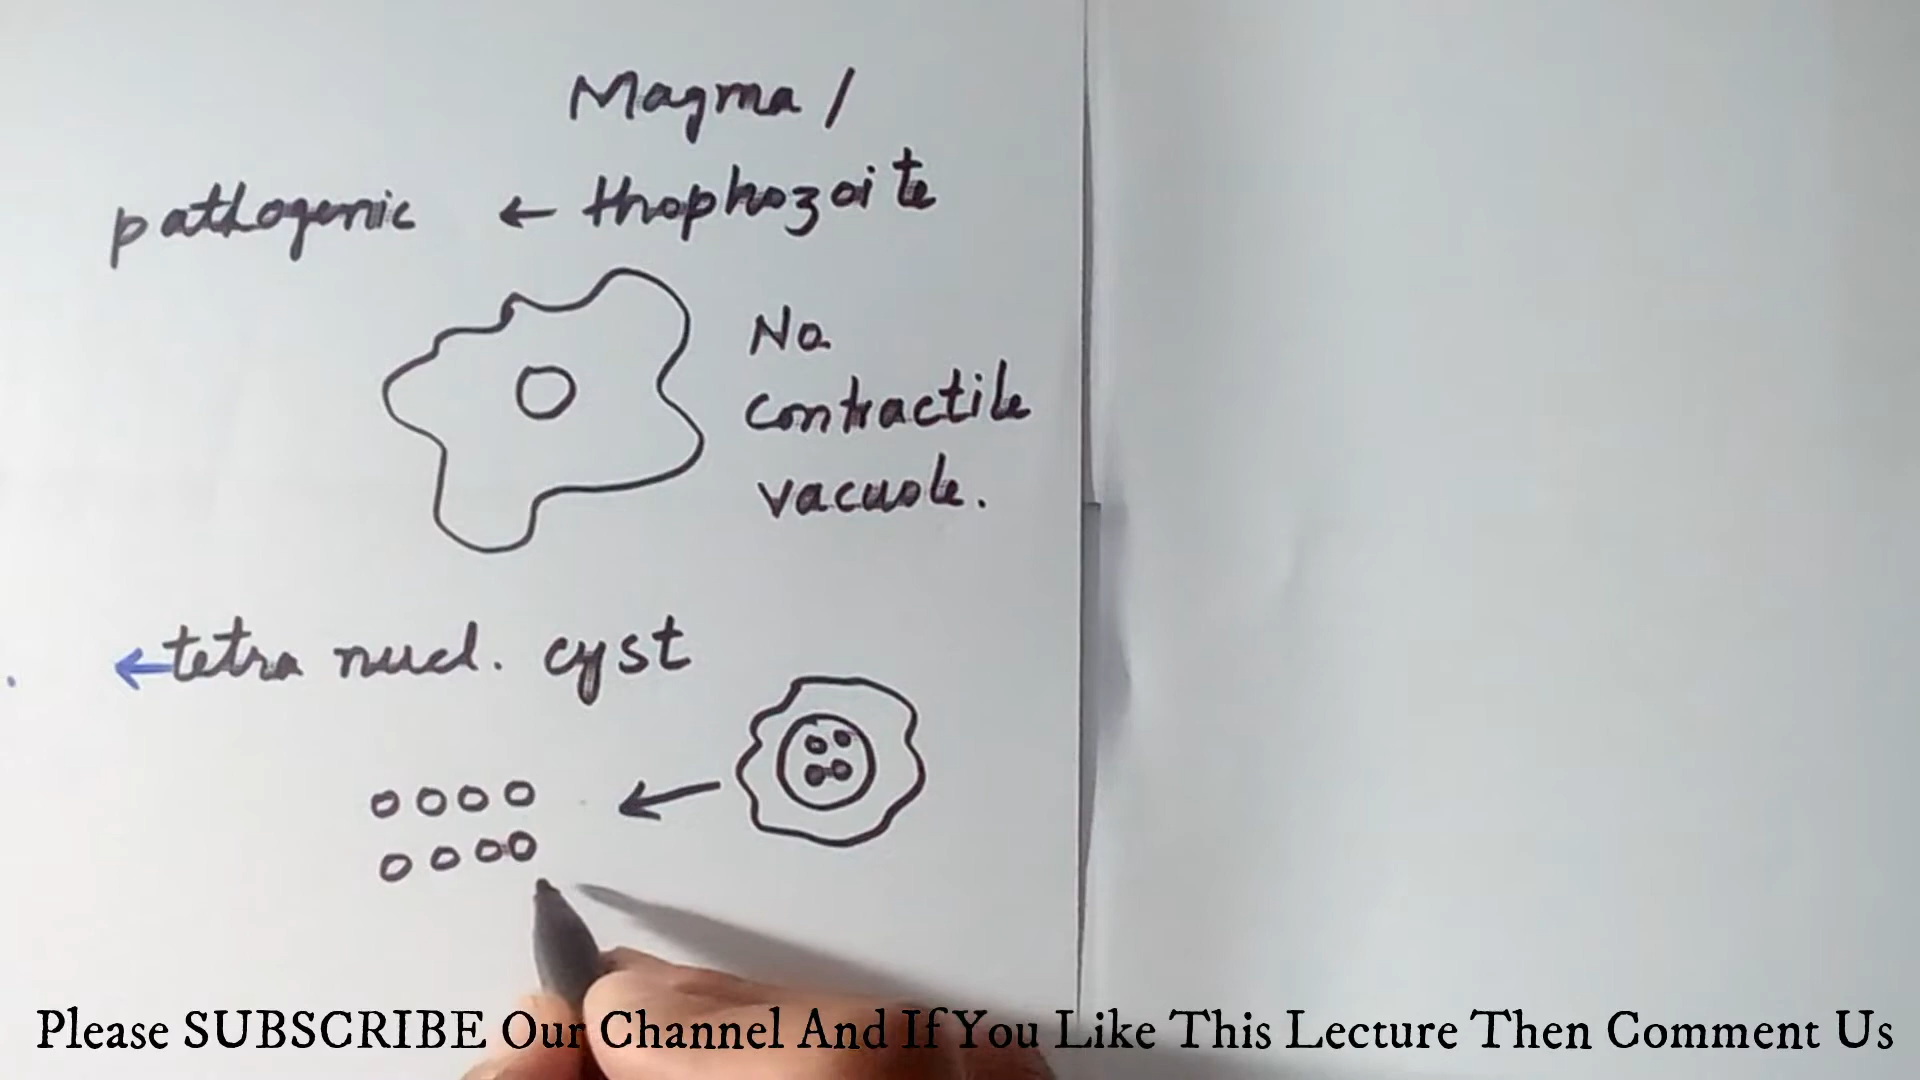 Magma /
pathogenic ← thophozoite
No
contractile
vacuole.
←tetra nucl. cyst
Please SUBSCRIBE Our Channel And If You Like This Lecture Then Comment Us